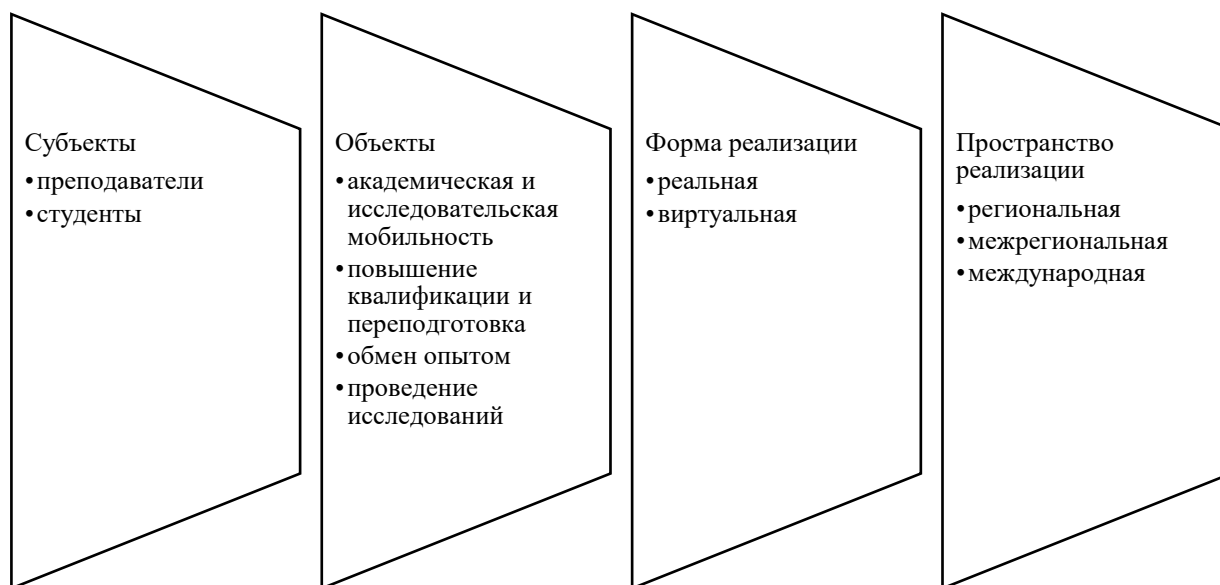 Субъекты
•преподаватели
•студенты
Объекты
•академическая и
исследовательская
мобильность
•повышение
квалификации и
переподготовка
•обмен опытом
•проведение
исследований
Форма реализации
•реальная
•виртуальная
Пространство
реализации
•региональная
•межрегиональная
•международная